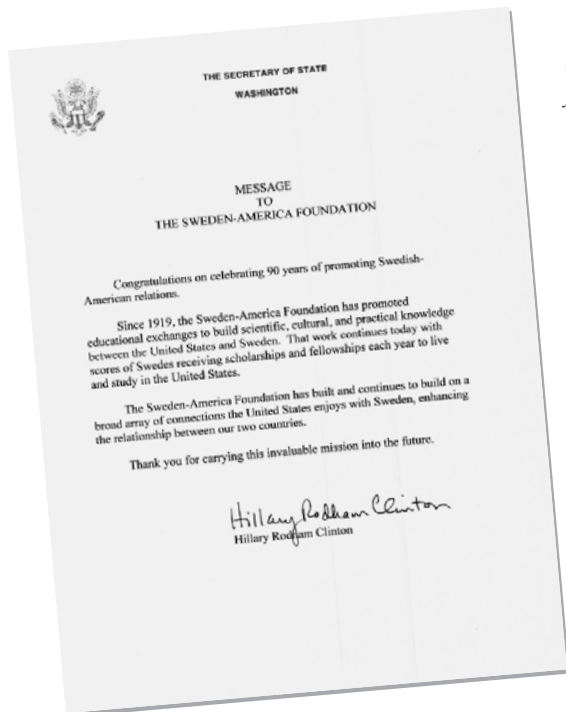 THE SECRETARY OF STATE
WASHINGTON
MESSAGE
TO
THE SWEDEN-AMERICA FOUNDATION
Congratulations on celebrating 90 years of promoting Swedish-
American relations.
Since 1919, the Sweden-America Foundation has promoted
educational exchanges to build scientific, cultural, and practical knowledge
between the United States and Sweden. That work continues today with
scores of Swedes receiving scholarships and fellowships each year to live
and study in the United States.
The Sweden-America Foundation has built and continues to build on a
broad array of connections the United States enjoys with Sweden, enhancing
the relationship between our two countries.
Thank you for carrying this invaluable mission into the future.
Hillary Rodham Clinton
Hillary Rodham Clinton